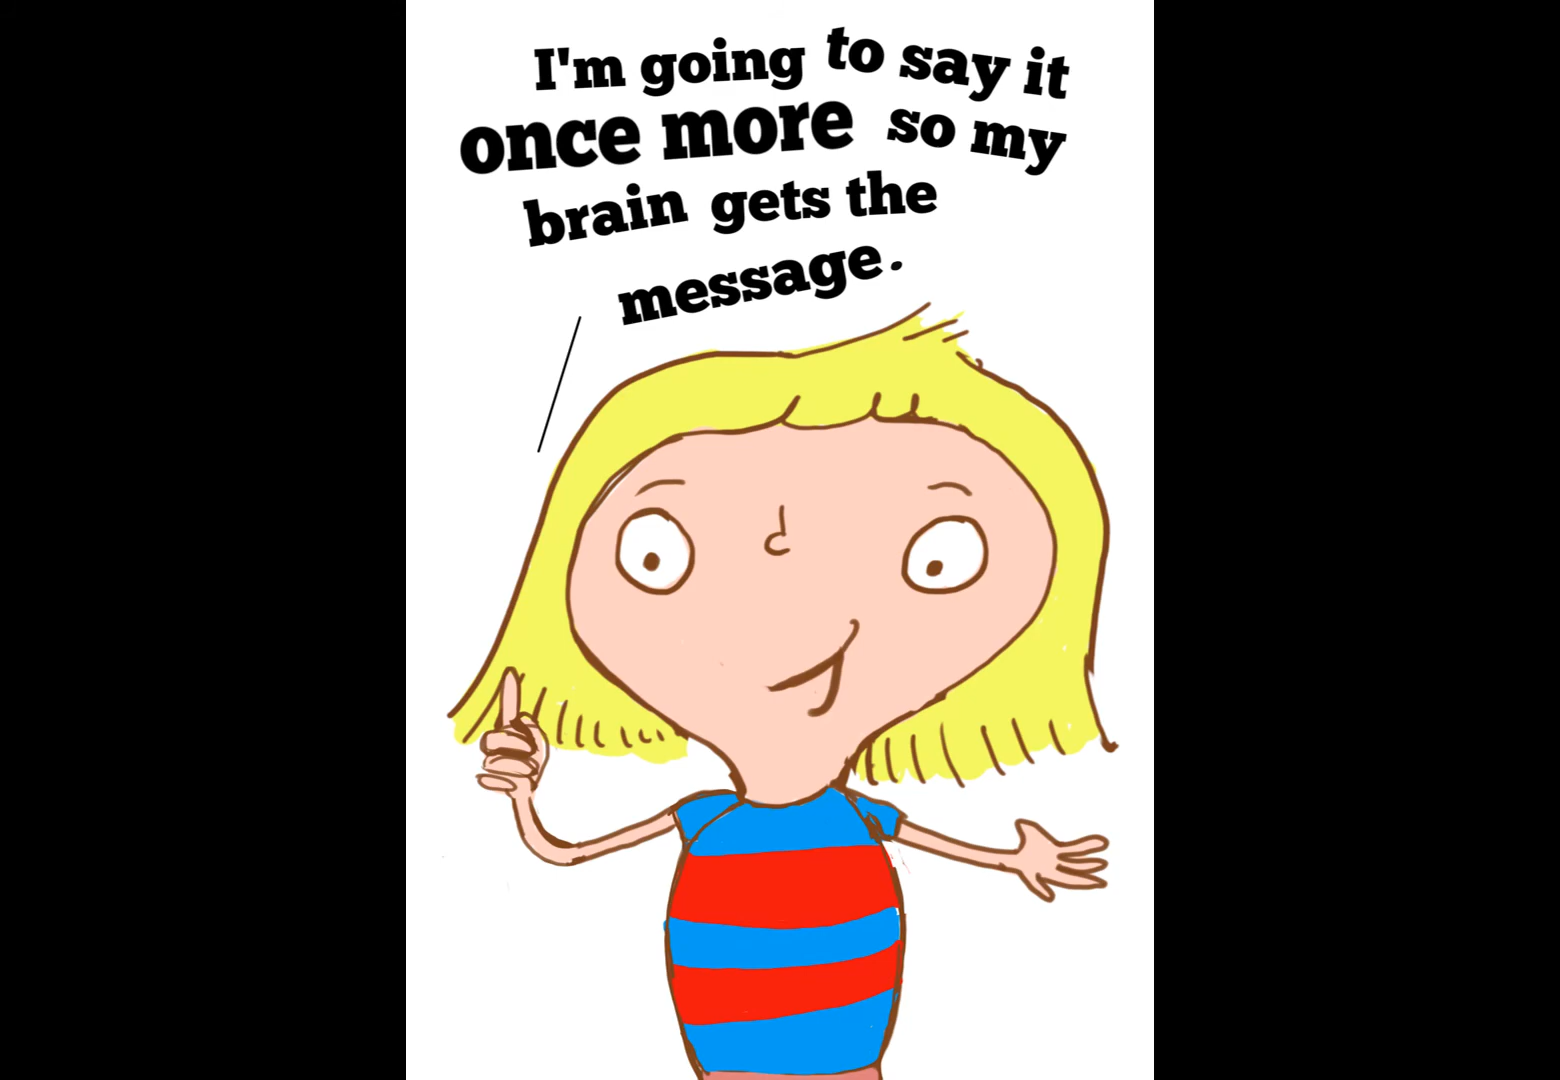 I'm going to say it
once more so my
brain gets the
message.